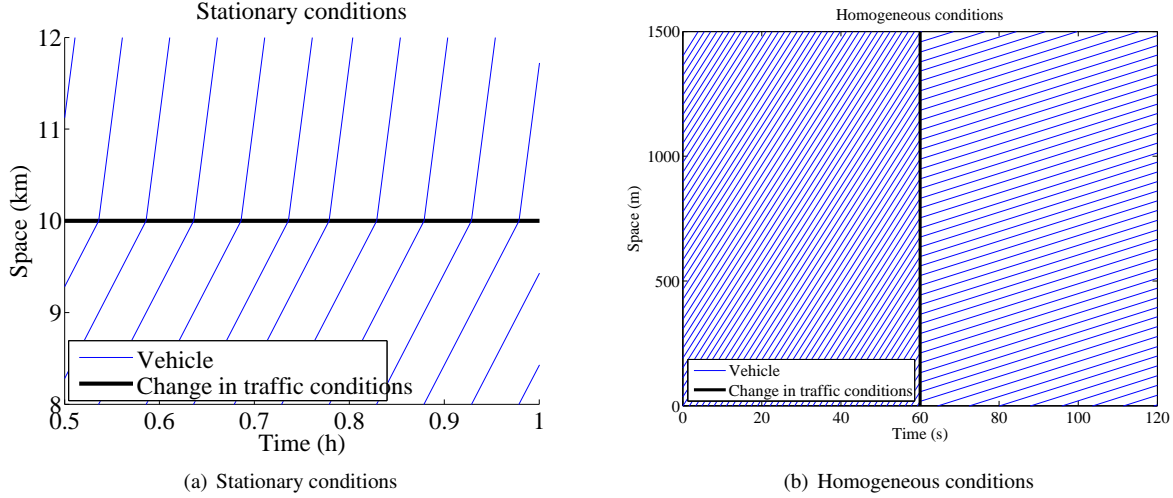 Stationary conditions
12
11
10
9
8
Space (km)
Vehicle
Change in traffic conditions
0.5 0.6 0.7 0.8 0.9 1
Time (h)
(a) Stationary conditions
Homogeneous conditions
1500
1000
500
0
Space (m)
Vehicle
Change in traffic conditions
0 20 40 60 80 100 120
Time (s)
(b) Homogeneous conditions